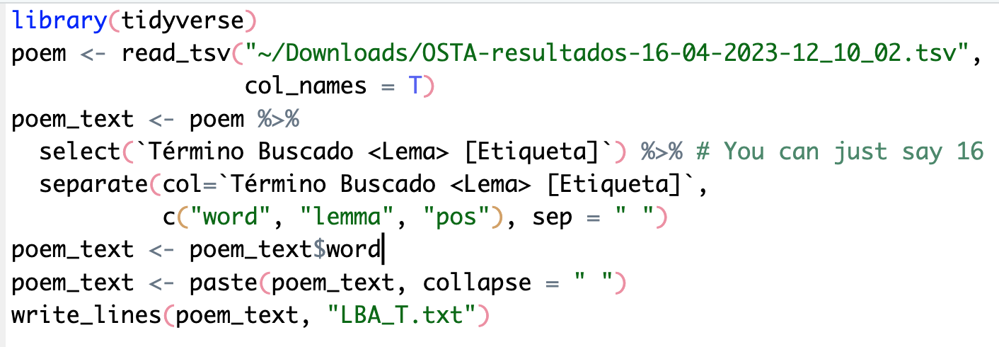 library(tidyverse)
poem <- read_tsv("~/Downloads/OSTA-resultados-16-04-2023-12_10_02.tsv",
                 col_names = T)
poem_text <- poem %>%
  select(`Término Buscado <Lema> [Etiqueta]`) %>% # You can just say 16
  separate(col=`Término Buscado <Lema> [Etiqueta]`,
           c("word", "lemma", "pos"), sep = " ")
poem_text <- poem_text$word
poem_text <- paste(poem_text, collapse = " ")
write_lines(poem_text, "LBA_T.txt")